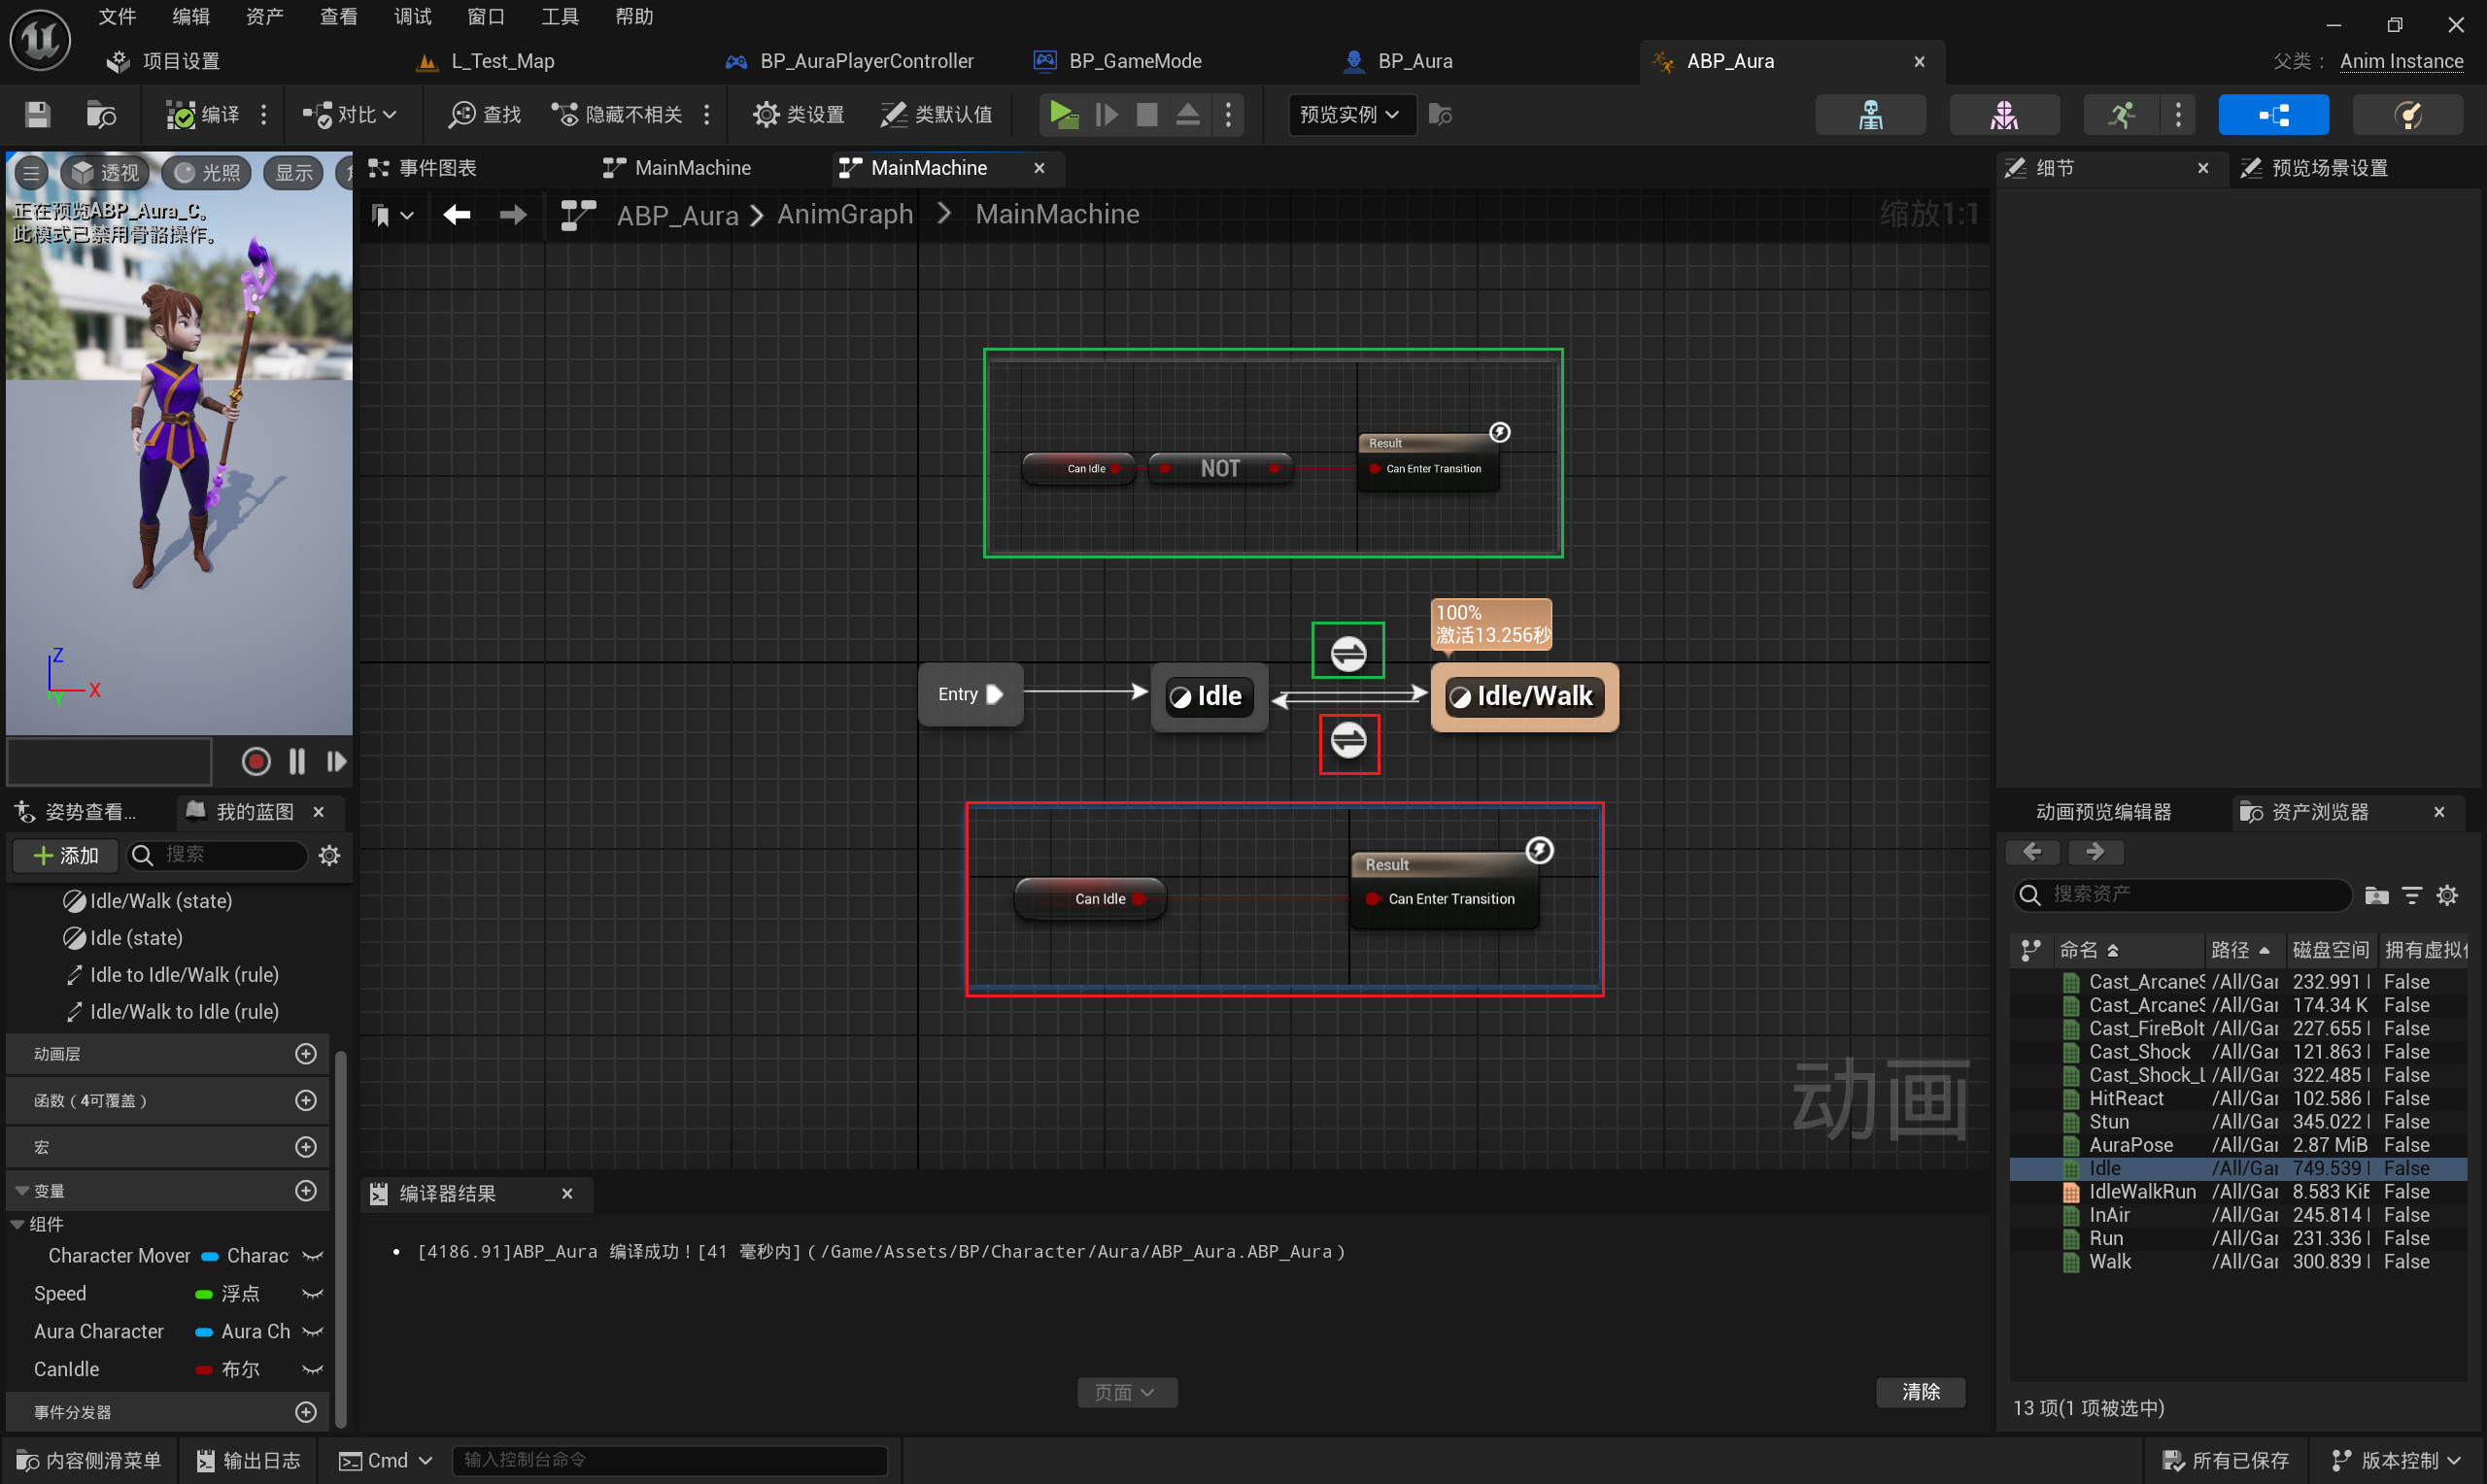 文件 编辑 资产 查看 调试 窗口 工具 帮助
项目设置 L_Test_Map BP_AuraPlayerController BP_GameMode BP_Aura ABP_Aura 父类： Anim Instance
编译 对比 查找 隐藏不相关 类设置 类默认值 预览实例
透视 光照 显示
正在预览ABP_Aura_C。
此模式已禁用骨骼操作。
Z
X
Y
事件图表 MainMachine MainMachine
ABP_Aura AnimGraph MainMachine 缩放1:1
Can Idle NOT Result
Can Enter Transition
100%
激活13.256秒
Entry Idle Idle/Walk
Can Idle Result
Can Enter Transition
动画
细节 预览场景设置
姿势查看... 我的蓝图
添加 搜索
Idle/Walk (state)
Idle (state)
Idle to Idle/Walk (rule)
Idle/Walk to Idle (rule)
动画层
函数（4可覆盖）
宏
变量
组件
Character Mover Charac
Speed 浮点
Aura Character Aura Ch
CanIdle 布尔
事件分发器
编译器结果
[4186.91]ABP_Aura 编译成功！[41 毫秒内]（/Game/Assets/BP/Character/Aura/ABP_Aura.ABP_Aura）
页面 清除
动画预览编辑器 资产浏览器
搜索资产
命名 路径 磁盘空间 拥有虚拟
Cast_ArcaneS /All/Gar 232.991 False
Cast_ArcaneS /All/Gar 174.34 K False
Cast_FireBolt /All/Gar 227.655 False
Cast_Shock /All/Gar 121.863 False
Cast_Shock_L /All/Gar 322.485 False
HitReact /All/Gar 102.586 False
Stun /All/Gar 345.022 False
AuraPose /All/Gar 2.87 MiB False
Idle /All/Gar 749.539 False
IdleWalkRun /All/Gar 8.583 KiE False
InAir /All/Gar 245.814 False
Run /All/Gar 231.336 False
Walk /All/Gar 300.839 False
13 项(1 项被选中)
内容侧滑菜单 输出日志 Cmd 输入控制台命令 所有已保存 版本控制